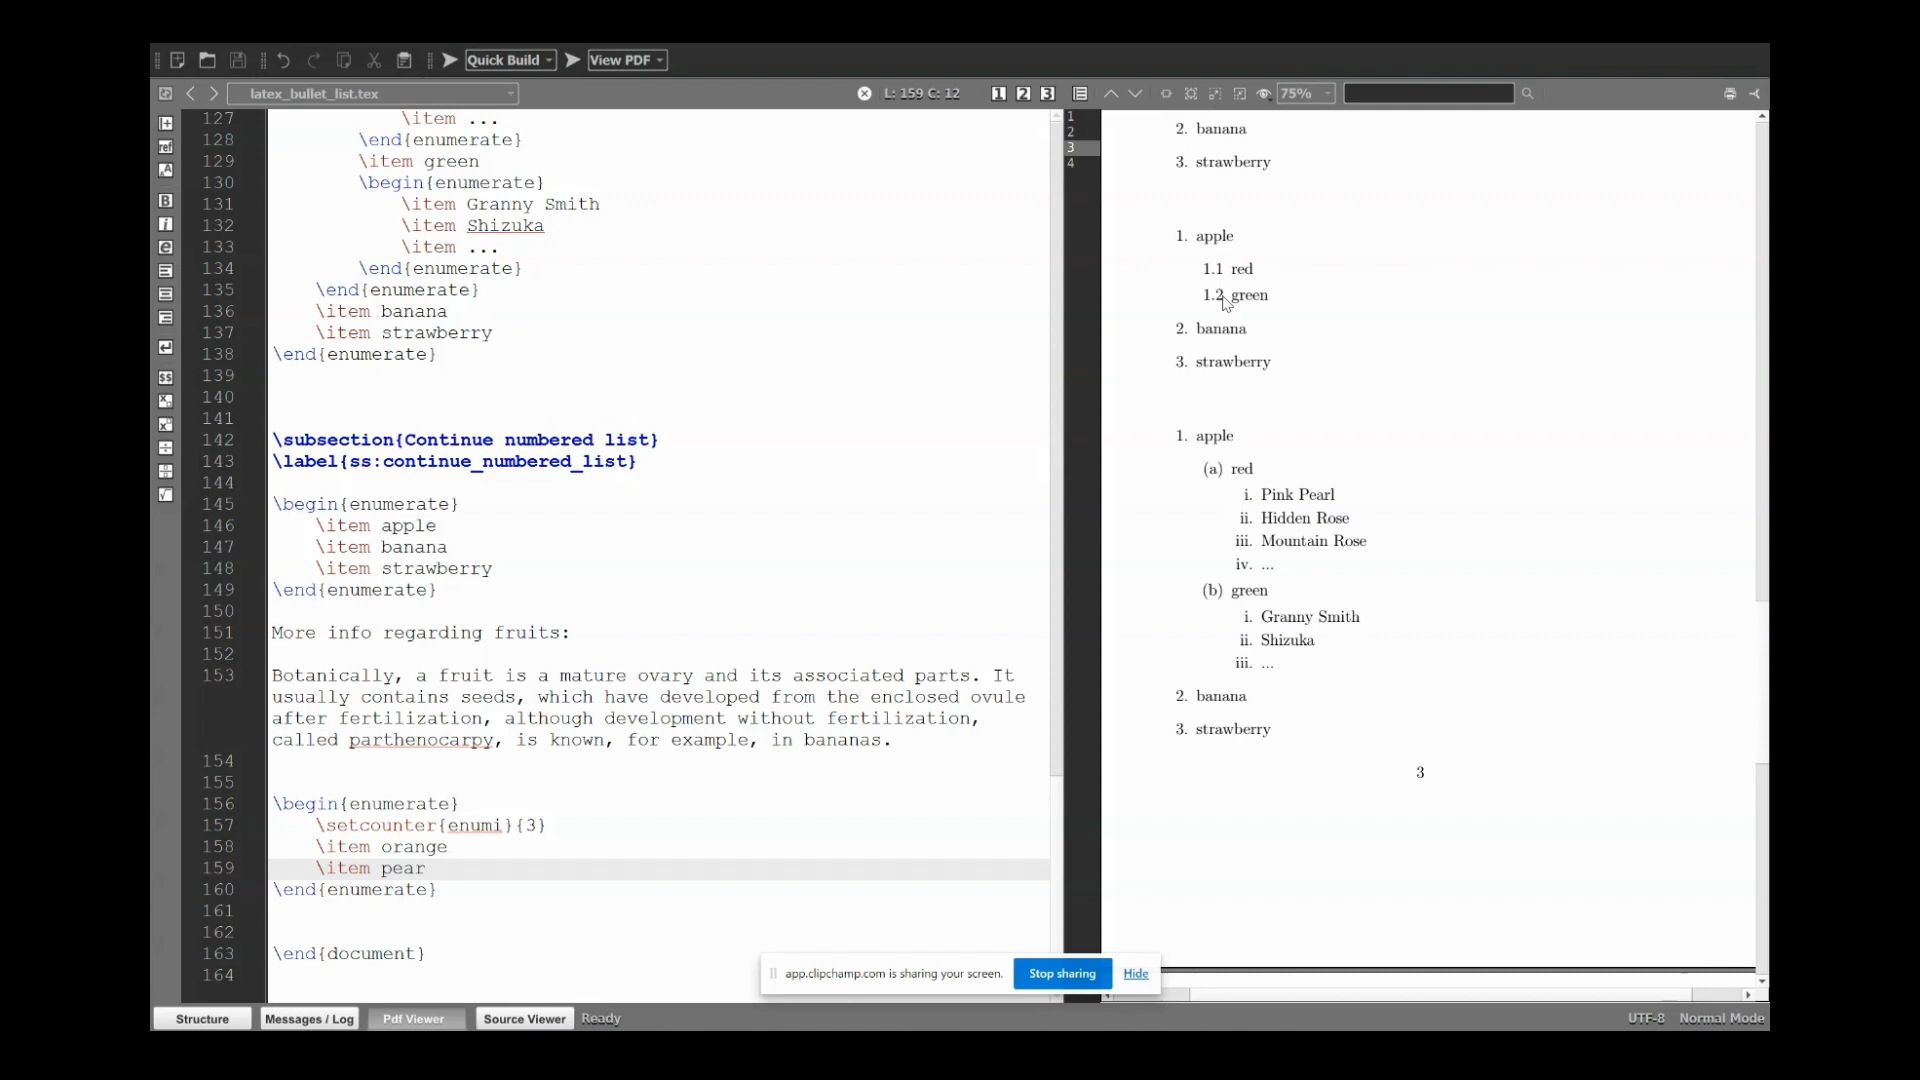 Quick Build
View PDF
latex_bullet_list.tex
L: 159 C: 12
1 2 3
75%
127 \item ...
128 \end{enumerate}
129 \item green
130 \begin{enumerate}
131 \item Granny Smith
132 \item Shizuka
133 \item ...
134 \end{enumerate}
135 \end{enumerate}
136 \item banana
137 \item strawberry
138 \end{enumerate}
139
140
141
142 \subsection{Continue numbered list}
143 \label{ss:continue_numbered_list}
144
145 \begin{enumerate}
146 \item apple
147 \item banana
148 \item strawberry
149 \end{enumerate}
150
151 More info regarding fruits:
152
153 Botanically, a fruit is a mature ovary and its associated parts. It
usually contains seeds, which have developed from the enclosed ovule
after fertilization, although development without fertilization,
called parthenocarpy, is known, for example, in bananas.
154
155
156 \begin{enumerate}
157 \setcounter{enumi}{3}
158 \item orange
159 \item pear
160 \end{enumerate}
161
162
163 \end{document}
164
1
2
3
4
2. banana
3. strawberry
1. apple
1.1 red
1.2 green
2. banana
3. strawberry
1. apple
(a) red
i. Pink Pearl
ii. Hidden Rose
iii. Mountain Rose
iv. ...
(b) green
i. Granny Smith
ii. Shizuka
iii. ...
2. banana
3. strawberry
3
app.clipchamp.com is sharing your screen.
Stop sharing
Hide
Structure
Messages / Log
Pdf Viewer
Source Viewer
Ready
UTF-8
Normal Mode